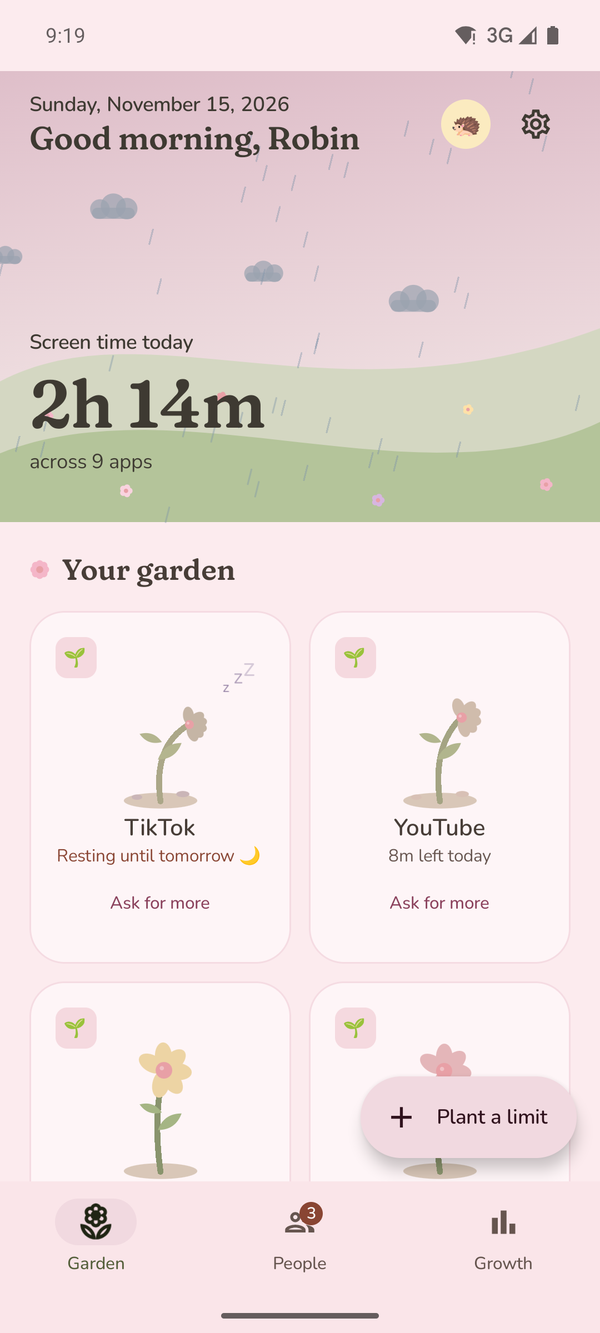 9:19
3G
Sunday, November 15, 2026
Good morning, Robin
Screen time today
2h 14m
across 9 apps
Your garden
z z Z
TikTok
Resting until tomorrow 🌙
Ask for more
YouTube
8m left today
Ask for more
+ Plant a limit
3
Garden
People
Growth